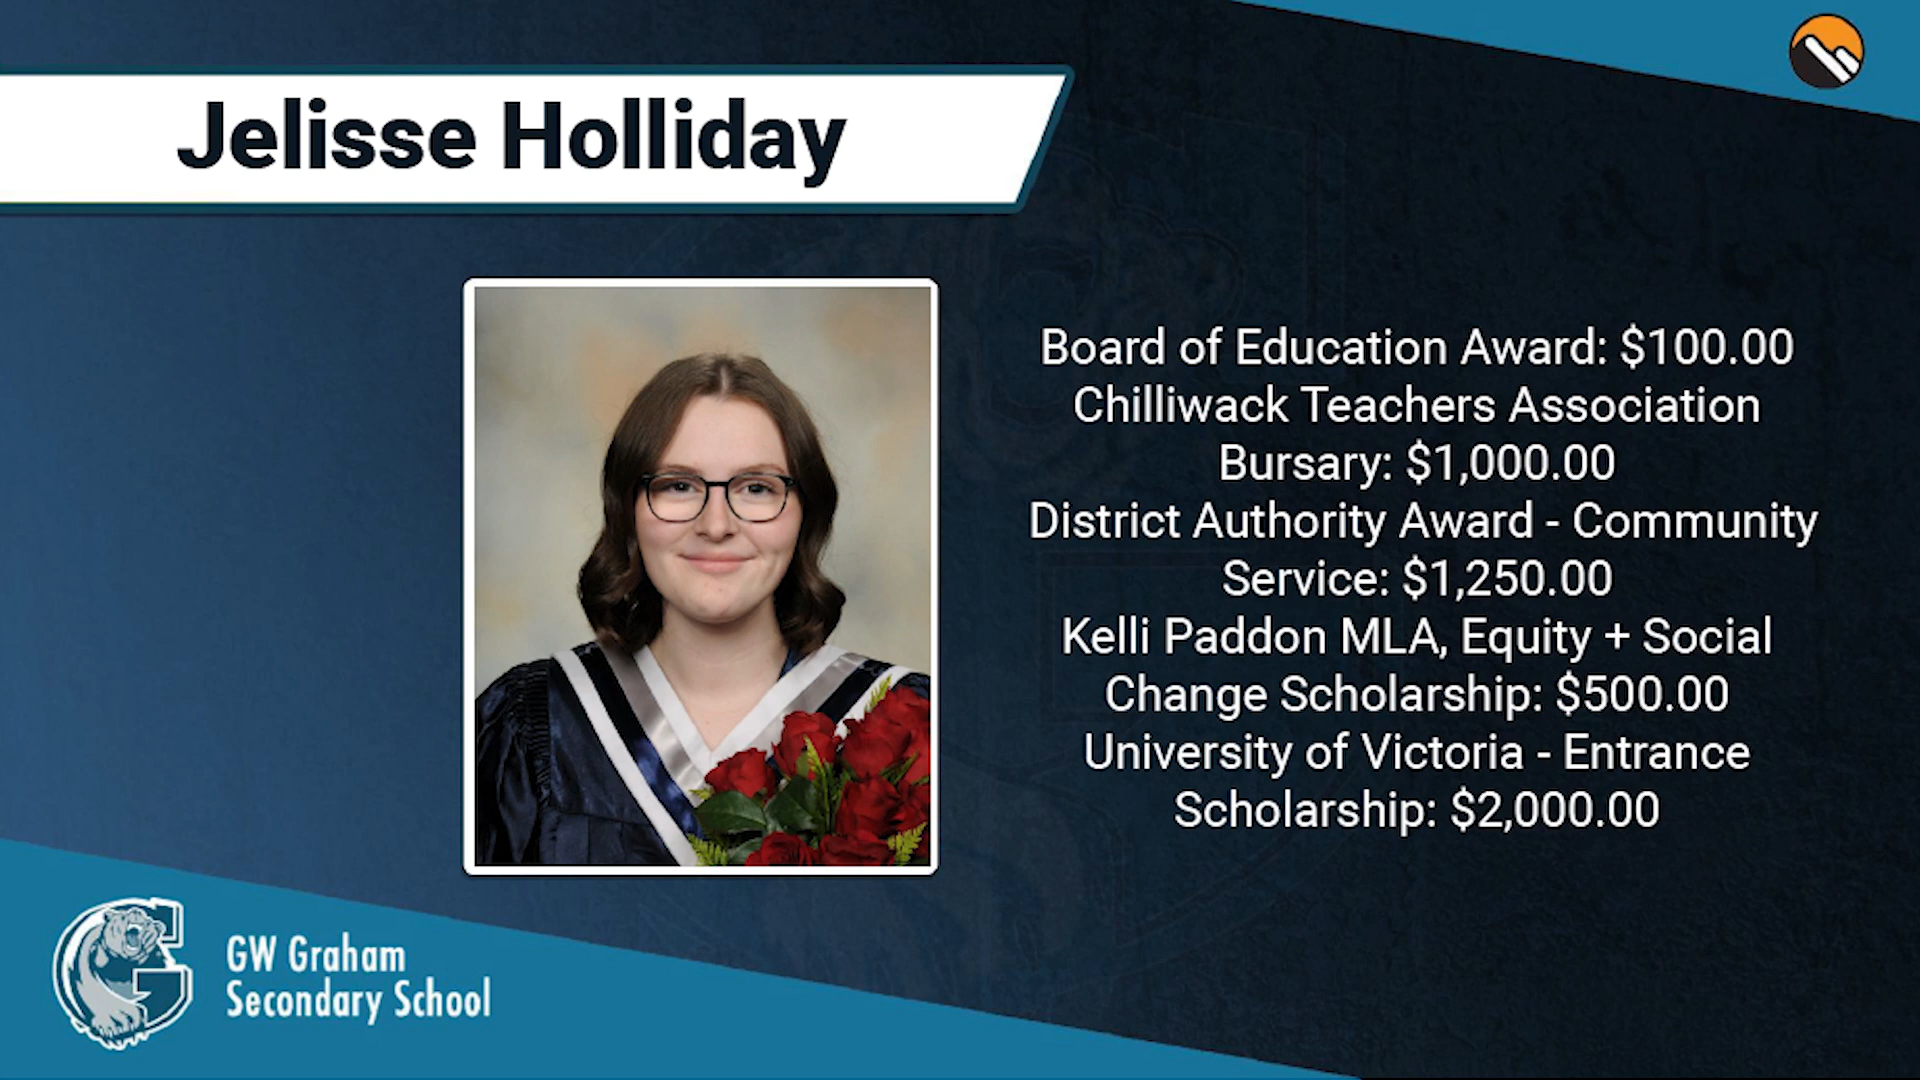 Jelisse Holliday
Board of Education Award: $100.00
Chilliwack Teachers Association
Bursary: $1,000.00
District Authority Award - Community
Service: $1,250.00
Kelli Paddon MLA, Equity + Social
Change Scholarship: $500.00
University of Victoria - Entrance
Scholarship: $2,000.00
G
GW Graham
Secondary School